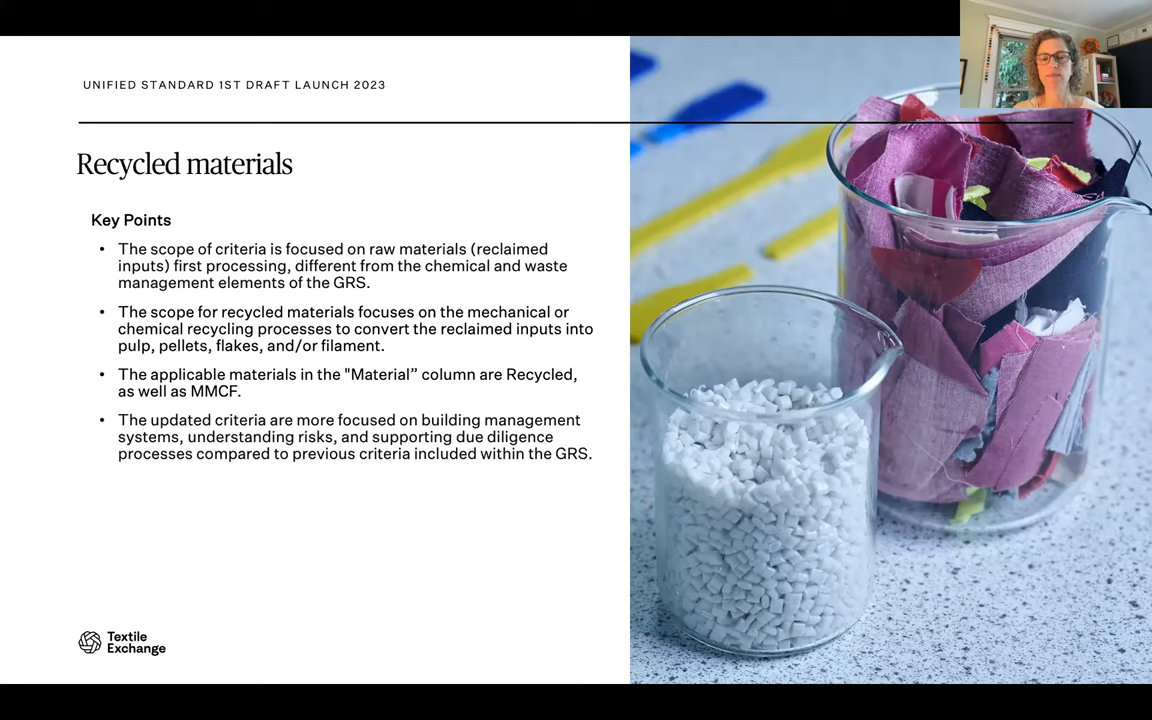 UNIFIED STANDARD 1ST DRAFT LAUNCH 2023
Recycled materials
Key Points
• The scope of criteria is focused on raw materials (reclaimed
inputs) first processing, different from the chemical and waste
management elements of the GRS.
• The scope for recycled materials focuses on the mechanical or
chemical recycling processes to convert the reclaimed inputs into
pulp, pellets, flakes, and/or filament.
• The applicable materials in the "Material” column are Recycled,
as well as MMCF.
• The updated criteria are more focused on building management
systems, understanding risks, and supporting due diligence
processes compared to previous criteria included within the GRS.
Textile
Exchange